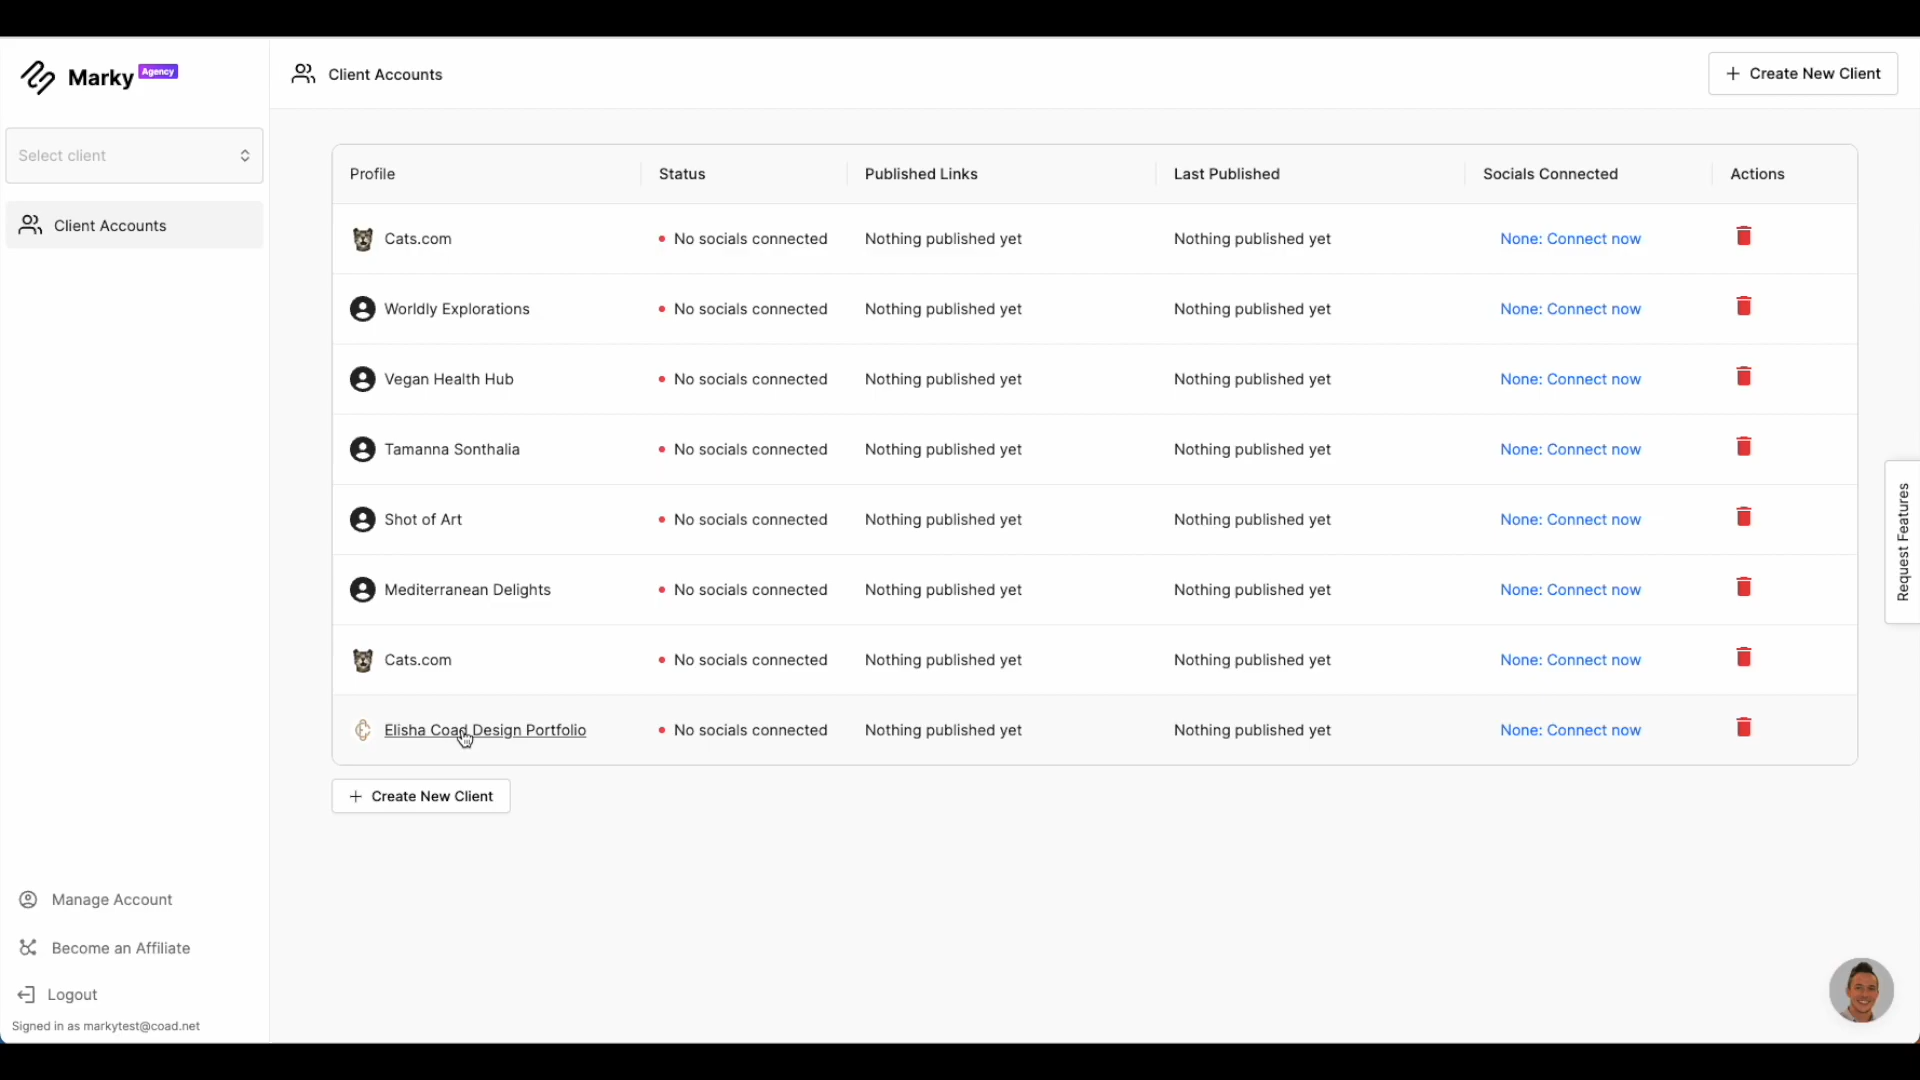 Marky Agency
Client Accounts
Create New Client
Select client
Client Accounts
Profile Status Published Links Last Published Socials Connected Actions
Cats.com No socials connected Nothing published yet Nothing published yet None: Connect now
Worldly Explorations No socials connected Nothing published yet Nothing published yet None: Connect now
Vegan Health Hub No socials connected Nothing published yet Nothing published yet None: Connect now
Tamanna Sonthalia No socials connected Nothing published yet Nothing published yet None: Connect now
Shot of Art No socials connected Nothing published yet Nothing published yet None: Connect now
Mediterranean Delights No socials connected Nothing published yet Nothing published yet None: Connect now
Cats.com No socials connected Nothing published yet Nothing published yet None: Connect now
Elisha Coad Design Portfolio No socials connected Nothing published yet Nothing published yet None: Connect now
Create New Client
Request Features
Manage Account
Become an Affiliate
Logout
Signed in as markytest@coad.net